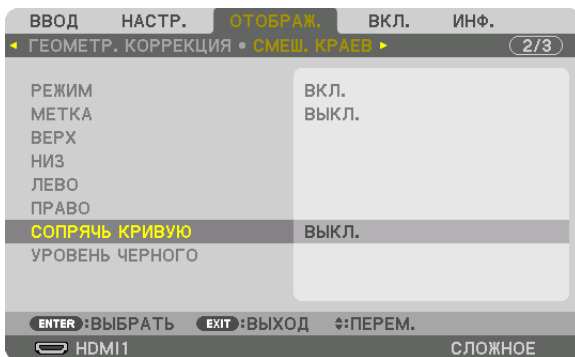 ВВОД НАСТР. ОТОБРАЖ. ВКЛ. ИНФ.
ГЕОМЕТР. КОРРЕКЦИЯ • СМЕШ. КРАЕВ 2/3
РЕЖИМ ВКЛ.
МЕТКА ВЫКЛ.
ВЕРХ
НИЗ
ЛЕВО
ПРАВО
СОПРЯЧЬ КРИВУЮ ВЫКЛ.
УРОВЕНЬ ЧЕРНОГО
ENTER :ВЫБРАТЬ EXIT :ВЫХОД :ПЕРЕМ.
HDMI1 СЛОЖНОЕ